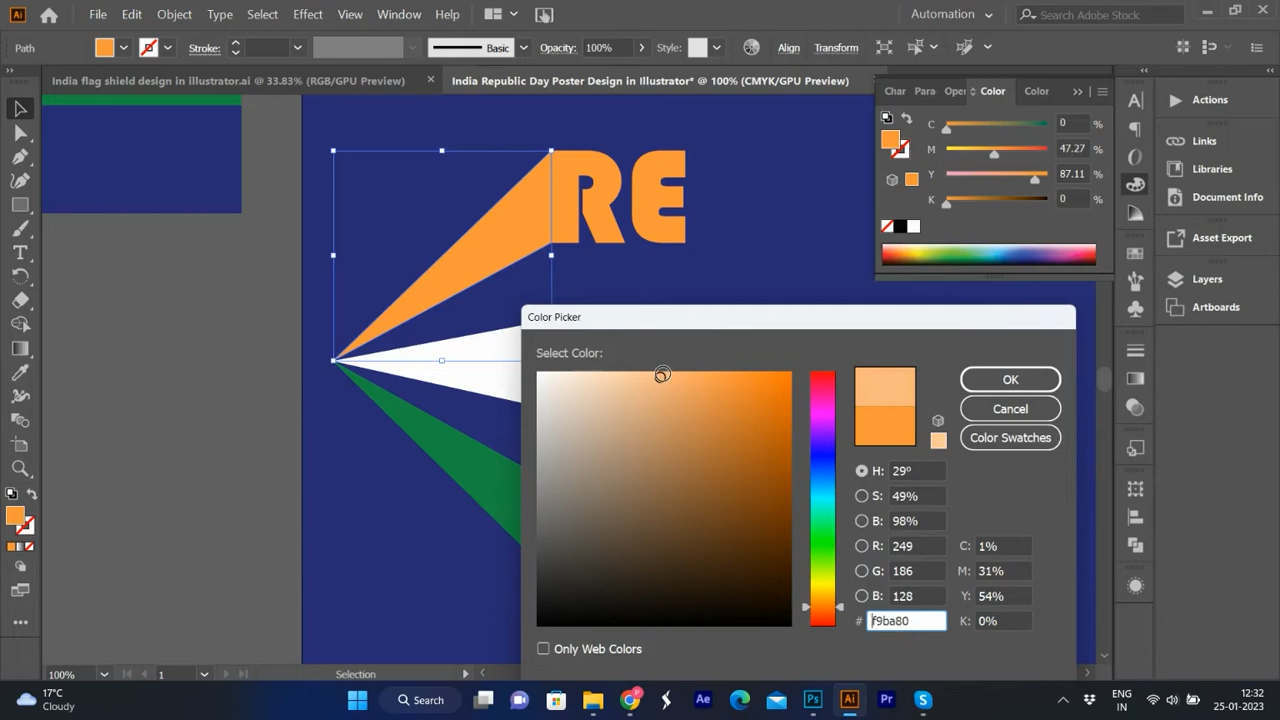 Ai File Edit Object Type Select Effect View Window Help Automation Search Adobe Stock
Path Stroke: Basic Opacity: 100% Style: Align Transform
India flag shield design in illustrator.ai @ 33.83% (RGB/GPU Preview) × India Republic Day Poster Design in Illustrator* @ 100% (CMYK/GPU Preview)
Char Para Oper Color Color
C 0 %
M 47.27 %
Y 87.11 %
K 0 %
Actions
Links
Libraries
Document Info
Asset Export
Layers
Artboards
RE
Color Picker
Select Color:
OK
Cancel
Color Swatches
H: 29°
S: 49%
B: 98%
R: 249 C: 1%
G: 186 M: 31%
B: 128 Y: 54%
# f9ba80 K: 0%
Only Web Colors
100% 1 Selection
17°C
Cloudy
Search
Ae Ps Ai Pr S
ENG
IN
12:32
25-01-2023